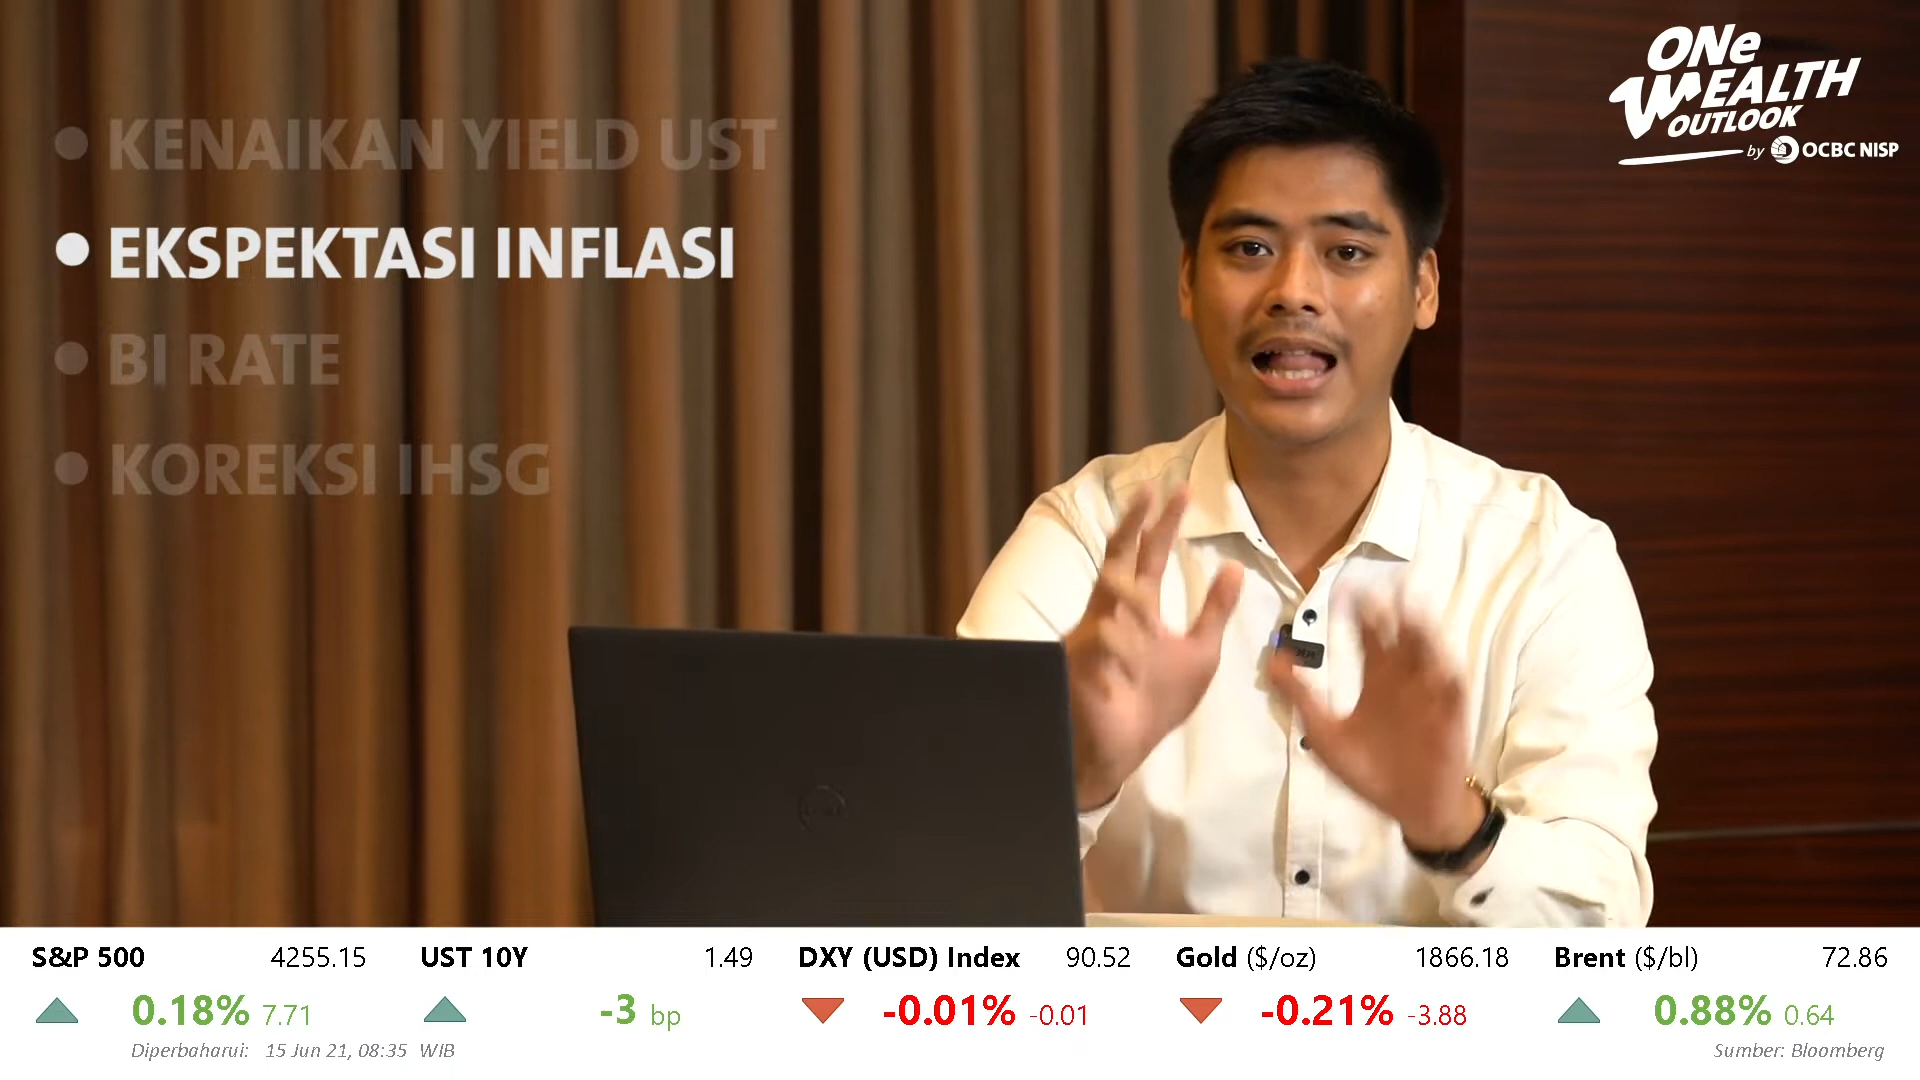 • KENAIKAN YIELD UST
• EKSPEKTASI INFLASI
• BI RATE
• KOREKSI IHSG
ONe
WEALTH
OUTLOOK
by OCBC NISP
S&P 500 4255.15
0.18% 7.71
UST 10Y 1.49
-3 bp
DXY (USD) Index 90.52
-0.01% -0.01
Gold ($/oz) 1866.18
-0.21% -3.88
Brent ($/bl) 72.86
0.88% 0.64
Diperbaharui: 15 Jun 21, 08:35 WIB
Sumber: Bloomberg